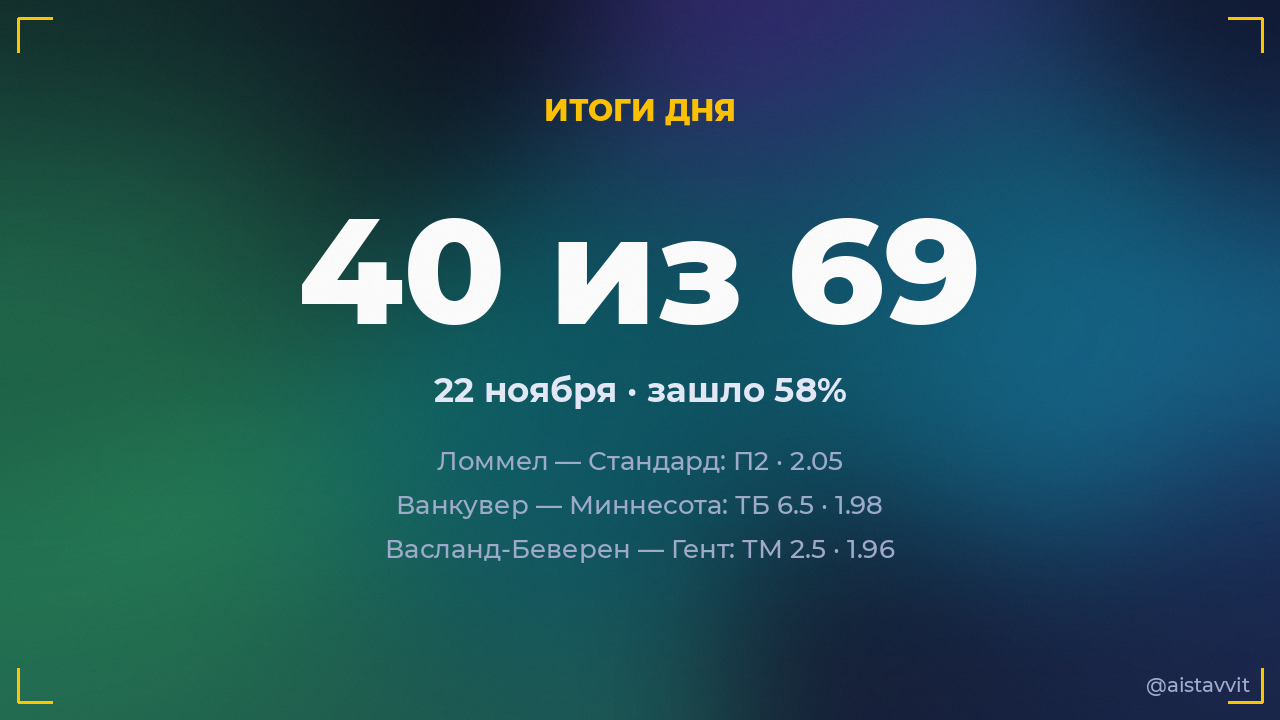 ИТОГИ ДНЯ
40 из 69
22 ноября · зашло 58%
Ломмел — Стандард: П2 · 2.05
Ванкувер — Миннесота: ТБ 6.5 · 1.98
Васланд-Беверен — Гент: ТМ 2.5 · 1.96
@aistavvit